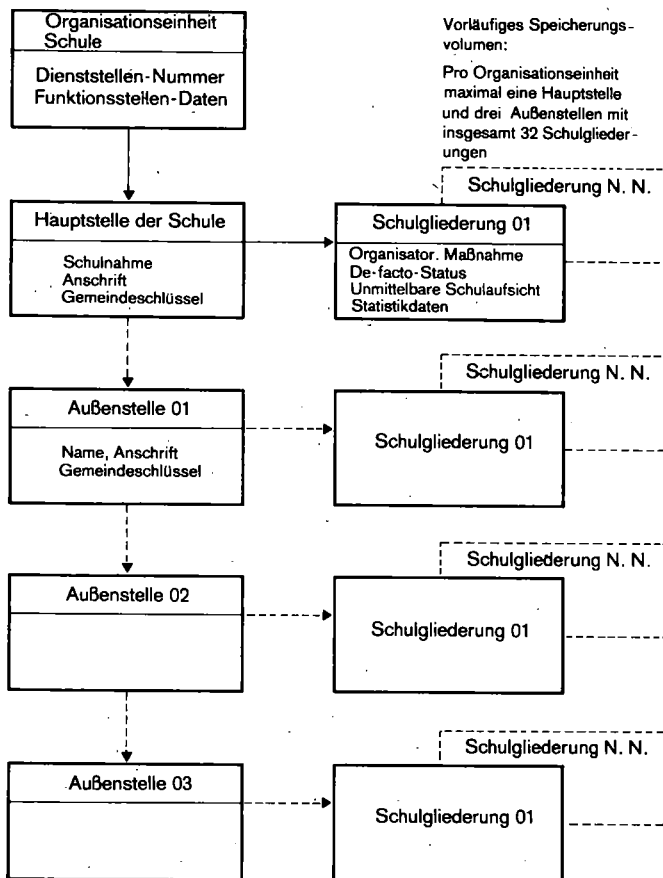 Organisationseinheit
Schule
Dienststellen-Nummer
Funktionsstellen-Daten
Vorläufiges Speicherungs-
volumen:
Pro Organisationseinheit
maximal eine Hauptstelle
und drei Außenstellen mit
insgesamt 32 Schulglieder-
ungen
Schulgliederung N. N.
Hauptstelle der Schule
Schulname
Anschrift
Gemeindeschlüssel
Schulgliederung 01
Organisator. Maßnahme
De-facto-Status
Unmittelbare Schulaufsicht
Statistikdaten
Schulgliederung N. N.
Außenstelle 01
Name, Anschrift
Gemeindeschlüssel
Schulgliederung 01
Schulgliederung N. N.
Außenstelle 02
Schulgliederung 01
Schulgliederung N. N.
Außenstelle 03
Schulgliederung 01